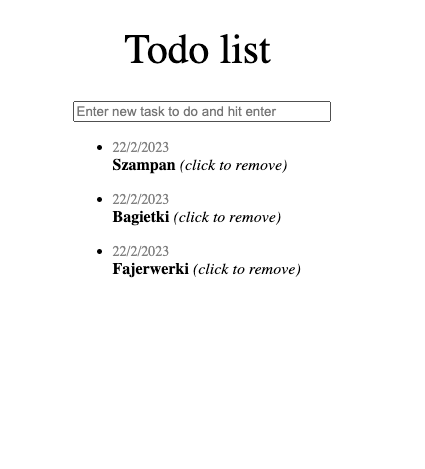 Todo list
Enter new task to do and hit enter
22/2/2023
Szampan (click to remove)
22/2/2023
Bagietki (click to remove)
22/2/2023
Fajerwerki (click to remove)